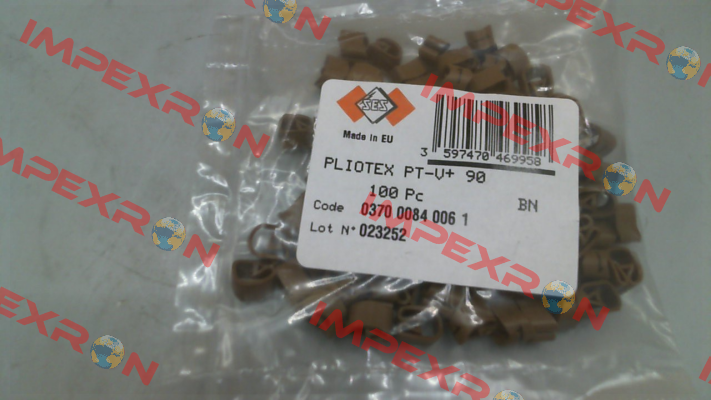 IMPEXRON
IMPEXRON
IMPEXRON
SES
Made in EU
3 597470 469958
PLIOTEX PT-V+ 90
100 Pc
BN
Code 0370 0084 006 1
Lot N° 023252
IMPEXRON
IMPEXRON
IMPEXRON